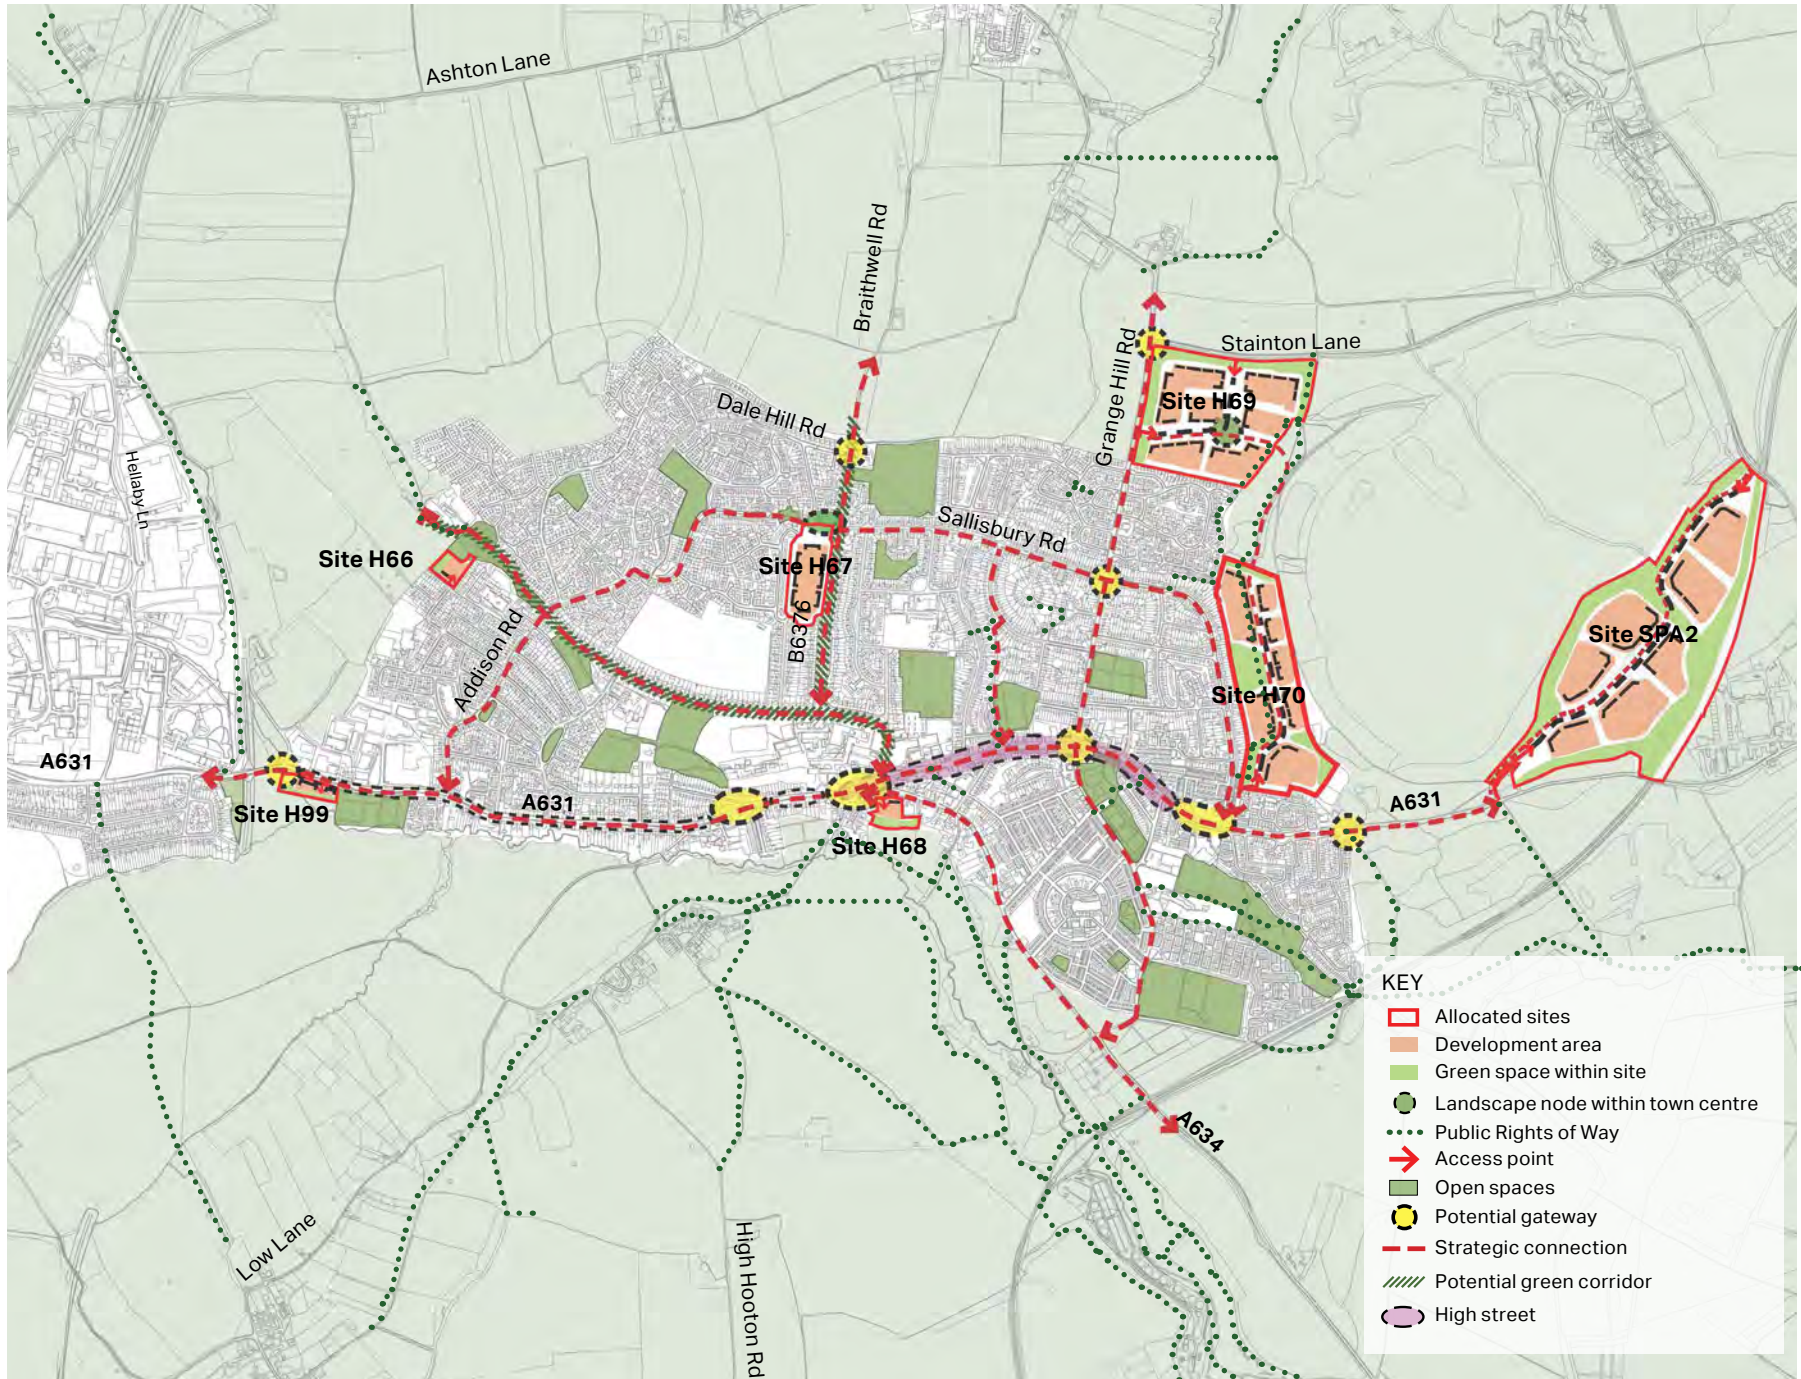 Ashton Lane
Braithwell Rd
Dale Hill Rd
Grange Hill Rd
Stainton Lane
Site H69
Hellaby Ln
Sallisbury Rd
Site H66
Site H67
B6376
Addison Rd
Site SPA2
Site H70
A631
Site H99
A631
A631
Site H68
A634
Low Lane
High Hooton Rd
KEY
Allocated sites
Development area
Green space within site
Landscape node within town centre
Public Rights of Way
Access point
Open spaces
Potential gateway
Strategic connection
Potential green corridor
High street